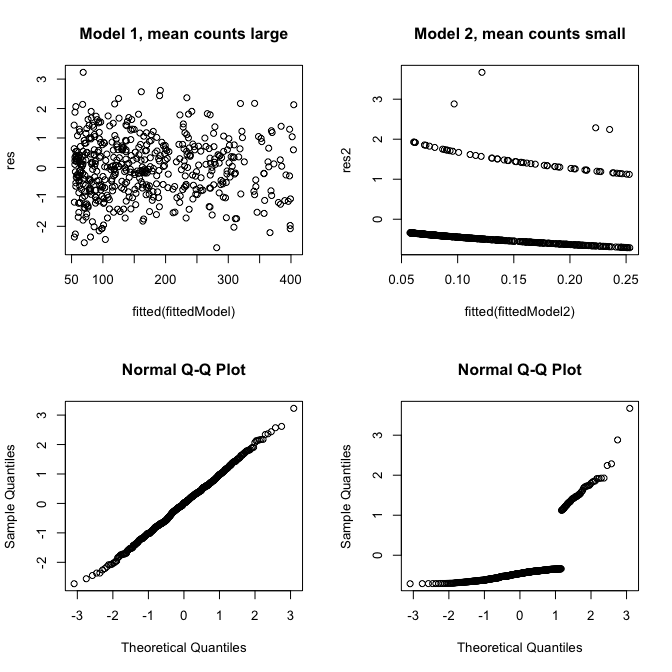 Model 1, mean counts large
res
3
2
1
0
-1
-2
50 100 200 300 400
fitted(fittedModel)
Model 2, mean counts small
res2
3
2
1
0
0.05 0.10 0.15 0.20 0.25
fitted(fittedModel2)
Normal Q-Q Plot
Sample Quantiles
3
2
1
0
-1
-2
-3 -2 -1 0 1 2 3
Theoretical Quantiles
Normal Q-Q Plot
Sample Quantiles
3
2
1
0
-3 -2 -1 0 1 2 3
Theoretical Quantiles